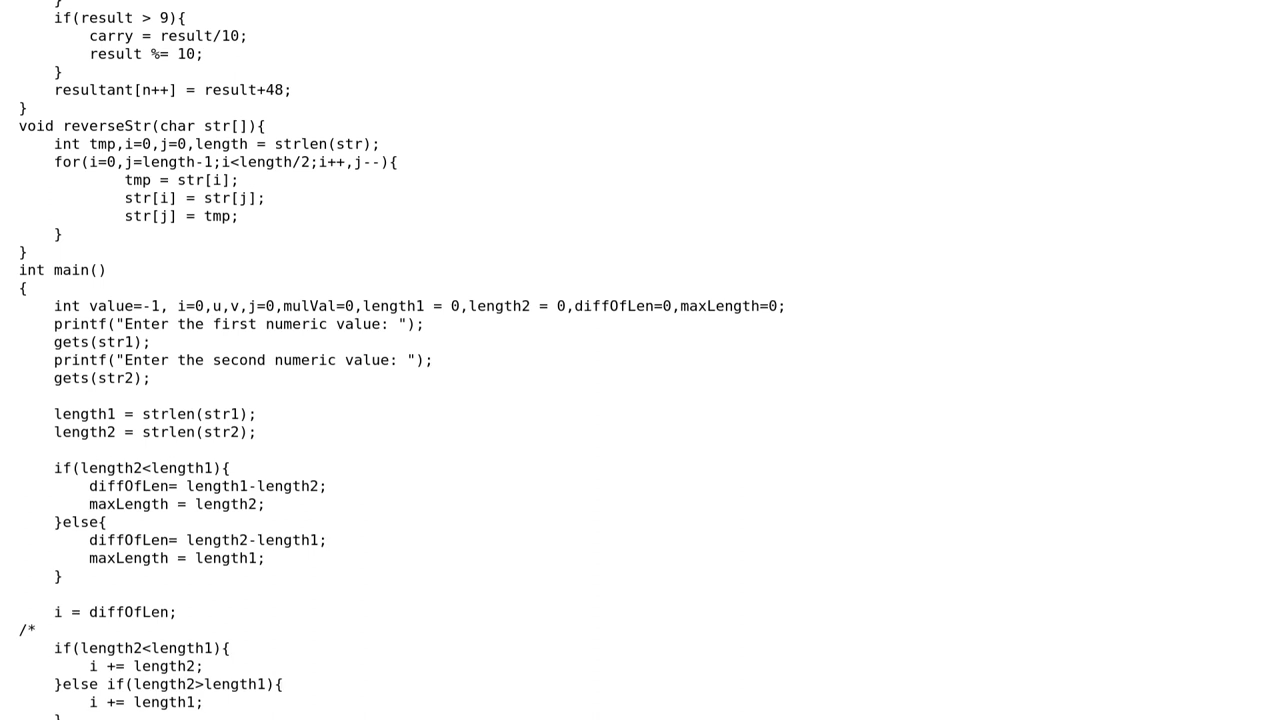 }
    if(result > 9){
        carry = result/10;
        result %= 10;
    }
    resultant[n++] = result+48;
}
void reverseStr(char str[]){
    int tmp,i=0,j=0,length = strlen(str);
    for(i=0,j=length-1;i<length/2;i++,j--){
            tmp = str[i];
            str[i] = str[j];
            str[j] = tmp;
    }
}
int main()
{
    int value=-1, i=0,u,v,j=0,mulVal=0,length1 = 0,length2 = 0,diffOfLen=0,maxLength=0;
    printf("Enter the first numeric value: ");
    gets(str1);
    printf("Enter the second numeric value: ");
    gets(str2);

    length1 = strlen(str1);
    length2 = strlen(str2);

    if(length2<length1){
        diffOfLen= length1-length2;
        maxLength = length2;
    }else{
        diffOfLen= length2-length1;
        maxLength = length1;
    }

    i = diffOfLen;
/*
    if(length2<length1){
        i += length2;
    }else if(length2>length1){
        i += length1;
    }